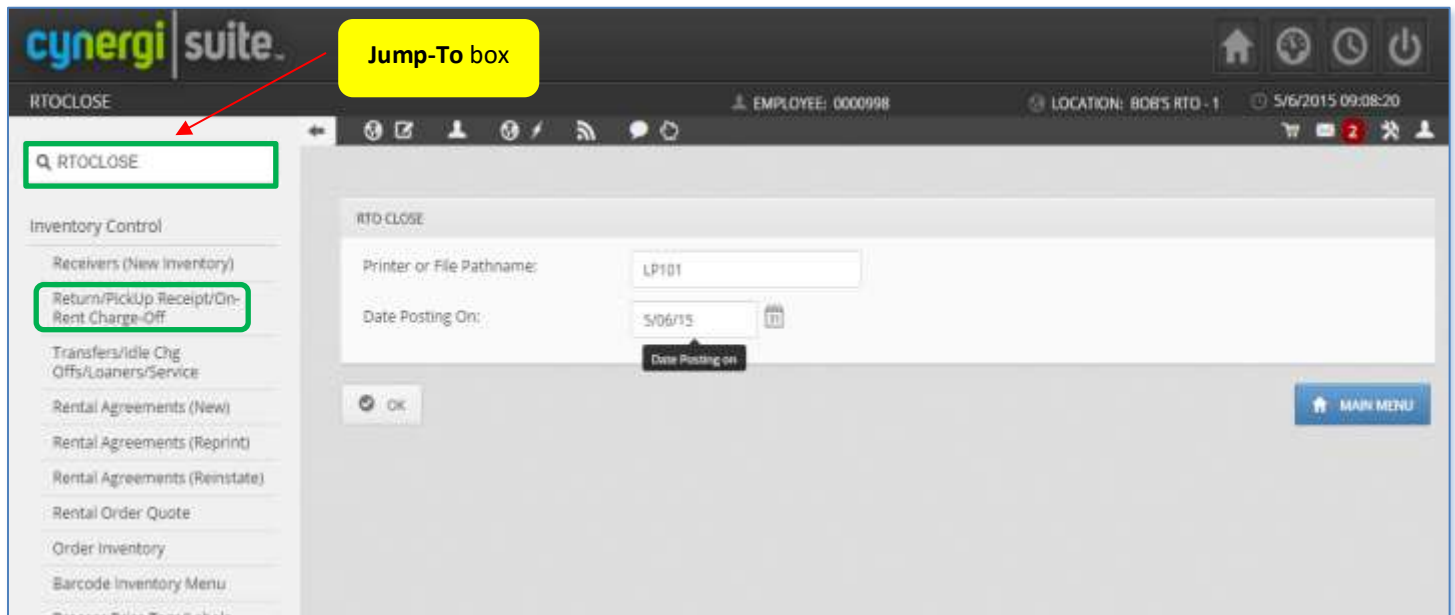 cynergi|suite™
Jump-To box
RTOCLOSE
EMPLOYEE: 0000998
LOCATION: BOB'S RTO - 1
5/6/2015 09:08:20
2
RTOCLOSE
Inventory Control
Receivers (New Inventory)
Return/PickUp Receipt/On-
Rent Charge-Off
Transfers/Idle Chg
Offs/Loaners/Service
Rental Agreements (New)
Rental Agreements (Reprint)
Rental Agreements (Reinstate)
Rental Order Quote
Order Inventory
Barcode Inventory Menu
RTO CLOSE
Printer or File Pathname:
LP101
Date Posting On:
5/06/15
31
Date Posting on
OK
MAIN MENU